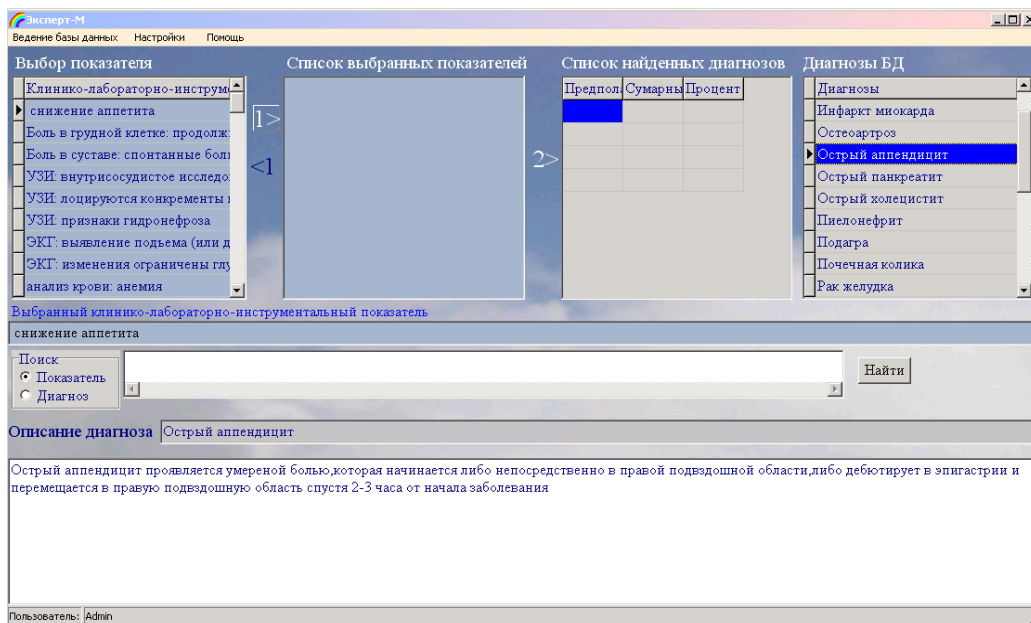 Эксперт-М
Ведение базы данных Настройки Помощь
Выбор показателя Список выбранных показателей Список найденных диагнозов Диагнозы БД
Клинико-лабораторно-инструм
снижение аппетита
Боль в грудной клетке: продолж
Боль в суставе: спонтанные бол
УЗИ: внутрисосудистое исследо
УЗИ: лоцируются конкременты
УЗИ: признаки гидронефроза
ЭКГ: выявление подъема (или д
ЭКГ: изменения ограничены глу
анализ крови: анемия
1>
<1
2>
Предпол Сумарны Процент
Диагнозы
Инфаркт миокарда
Остеоартроз
Острый аппендицит
Острый панкреатит
Острый холецистит
Пиелонефрит
Подагра
Почечная колика
Рак желудка
Выбранный клинико-лабораторно-инструментальный показатель
снижение аппетита
Поиск
Показатель
Диагноз
Найти
Описание диагноза Острый аппендицит
Острый аппендицит проявляется умереной болью,которая начинается либо непосредственно в правой подвздошной области,либо дебютирует в эпигастрии и
перемещается в правую подвздошную область спустя 2-3 часа от начала заболевания
Пользователь: Admin